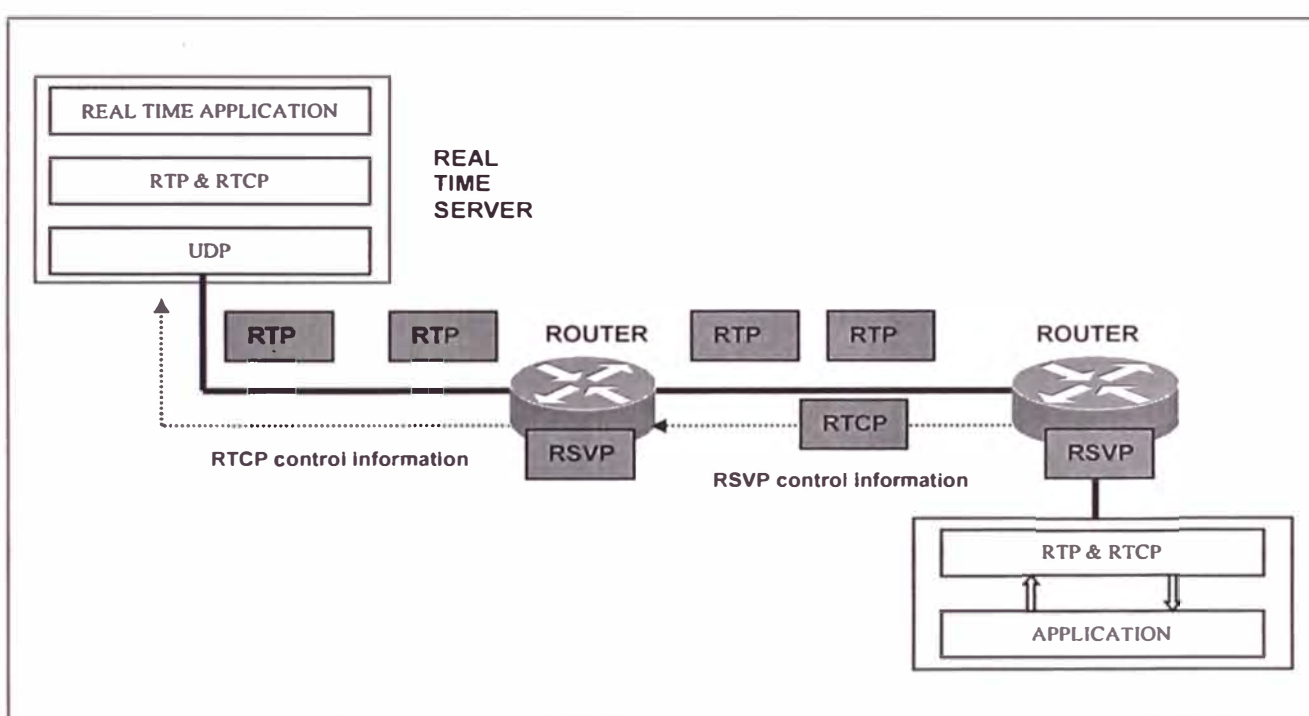 REAL TIME APPLICATION
RTP & RTCP
UDP
REAL
TIME
SERVER
RTP
RTP
ROUTER
RTP
RTP
ROUTER
RTCP
RSVP
RSVP
RTCP control information
RSVP control information
RTP & RTCP
APPLICATION